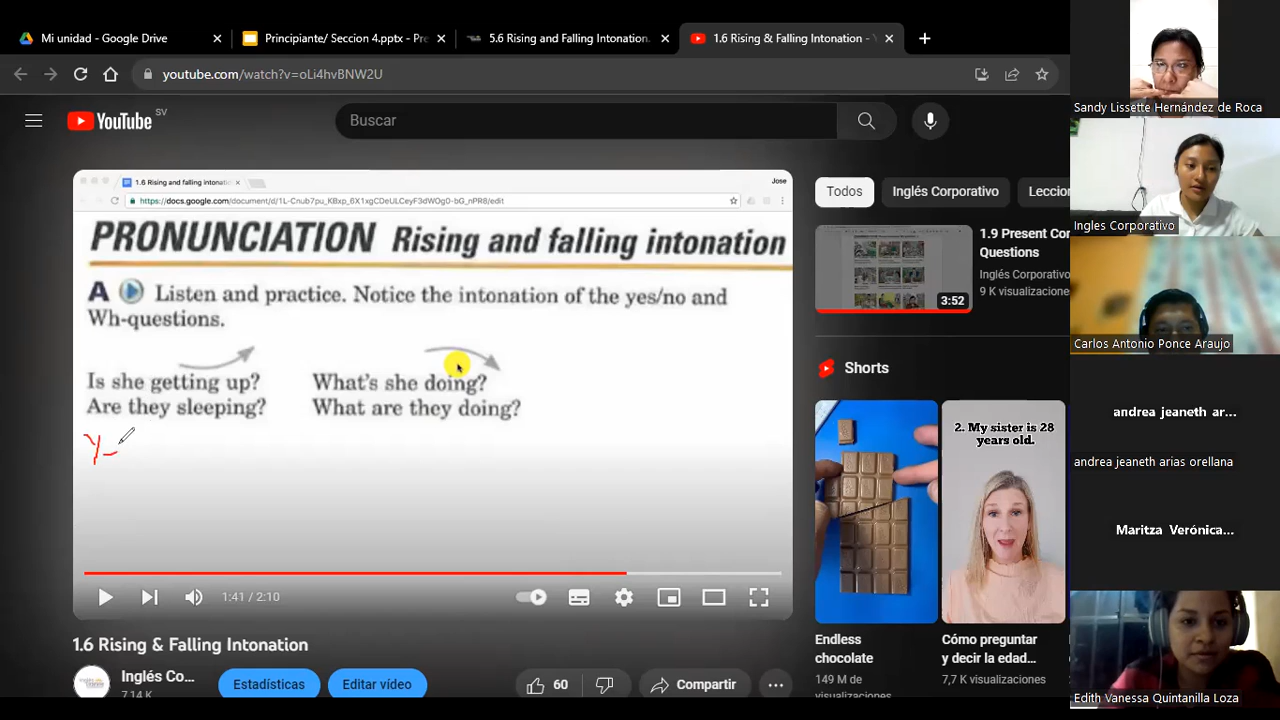 Mi unidad - Google Drive
Principiante/ Seccion 4.pptx - Pre
5.6 Rising and Falling Intonation.
1.6 Rising & Falling Intonation - Y
youtube.com/watch?v=oLi4hvBNW2U
YouTube SV
Buscar
1.6 Rising and falling intonatio
Jose
https://docs.google.com/document/d/1L-Cnub7pu_KBxp_6X1xgCDeULCeyF3dWOg0-bG_nPR8/edit
PRONUNCIATION Rising and falling intonation
A Listen and practice. Notice the intonation of the yes/no and
Wh-questions.
Is she getting up? What's she doing?
Are they sleeping? What are they doing?
Y-
1:41 / 2:10
1.6 Rising & Falling Intonation
Inglés Co...
7,14 K
Estadísticas
Editar vídeo
60
Compartir
Todos
Inglés Corporativo
Leccion
1.9 Present Con
Questions
Inglés Corporativo
9 K visualizacione
3:52
Shorts
2. My sister is 28
years old.
Endless
chocolate
149 M de
visualizaciones
Cómo preguntar
y decir la edad...
7,7 K visualizaciones
Sandy Lissette Hernández de Roca
Ingles Corporativo
Carlos Antonio Ponce Araujo
andrea jeaneth ar...
andrea jeaneth arias orellana
Maritza Verónica...
Edith Vanessa Quintanilla Loza